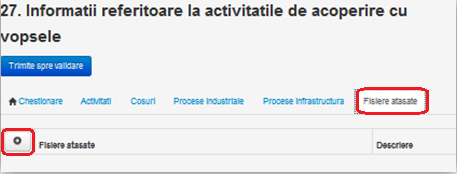 27. Informatii referitoare la activitatile de acoperire cu
vopsele
Trimite spre validare
Chestionare Activitati Cosuri Procese Industriale Procese Infrastructura Fisiere atasate
Fisiere atasate Descriere